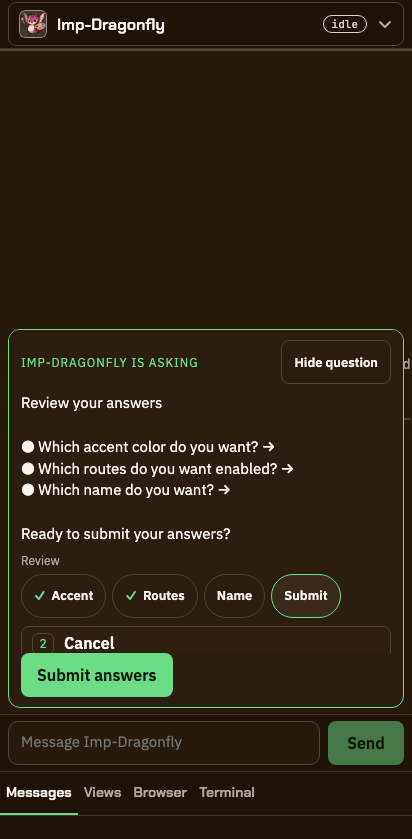 Imp-Dragonfly
idle
IMP-DRAGONFLY IS ASKING
Hide question
Review your answers
● Which accent color do you want? →
● Which routes do you want enabled? →
● Which name do you want? →
Ready to submit your answers?
Review
✓ Accent
✓ Routes
Name
Submit
2 Cancel
Submit answers
Message Imp-Dragonfly
Send
Messages Views Browser Terminal